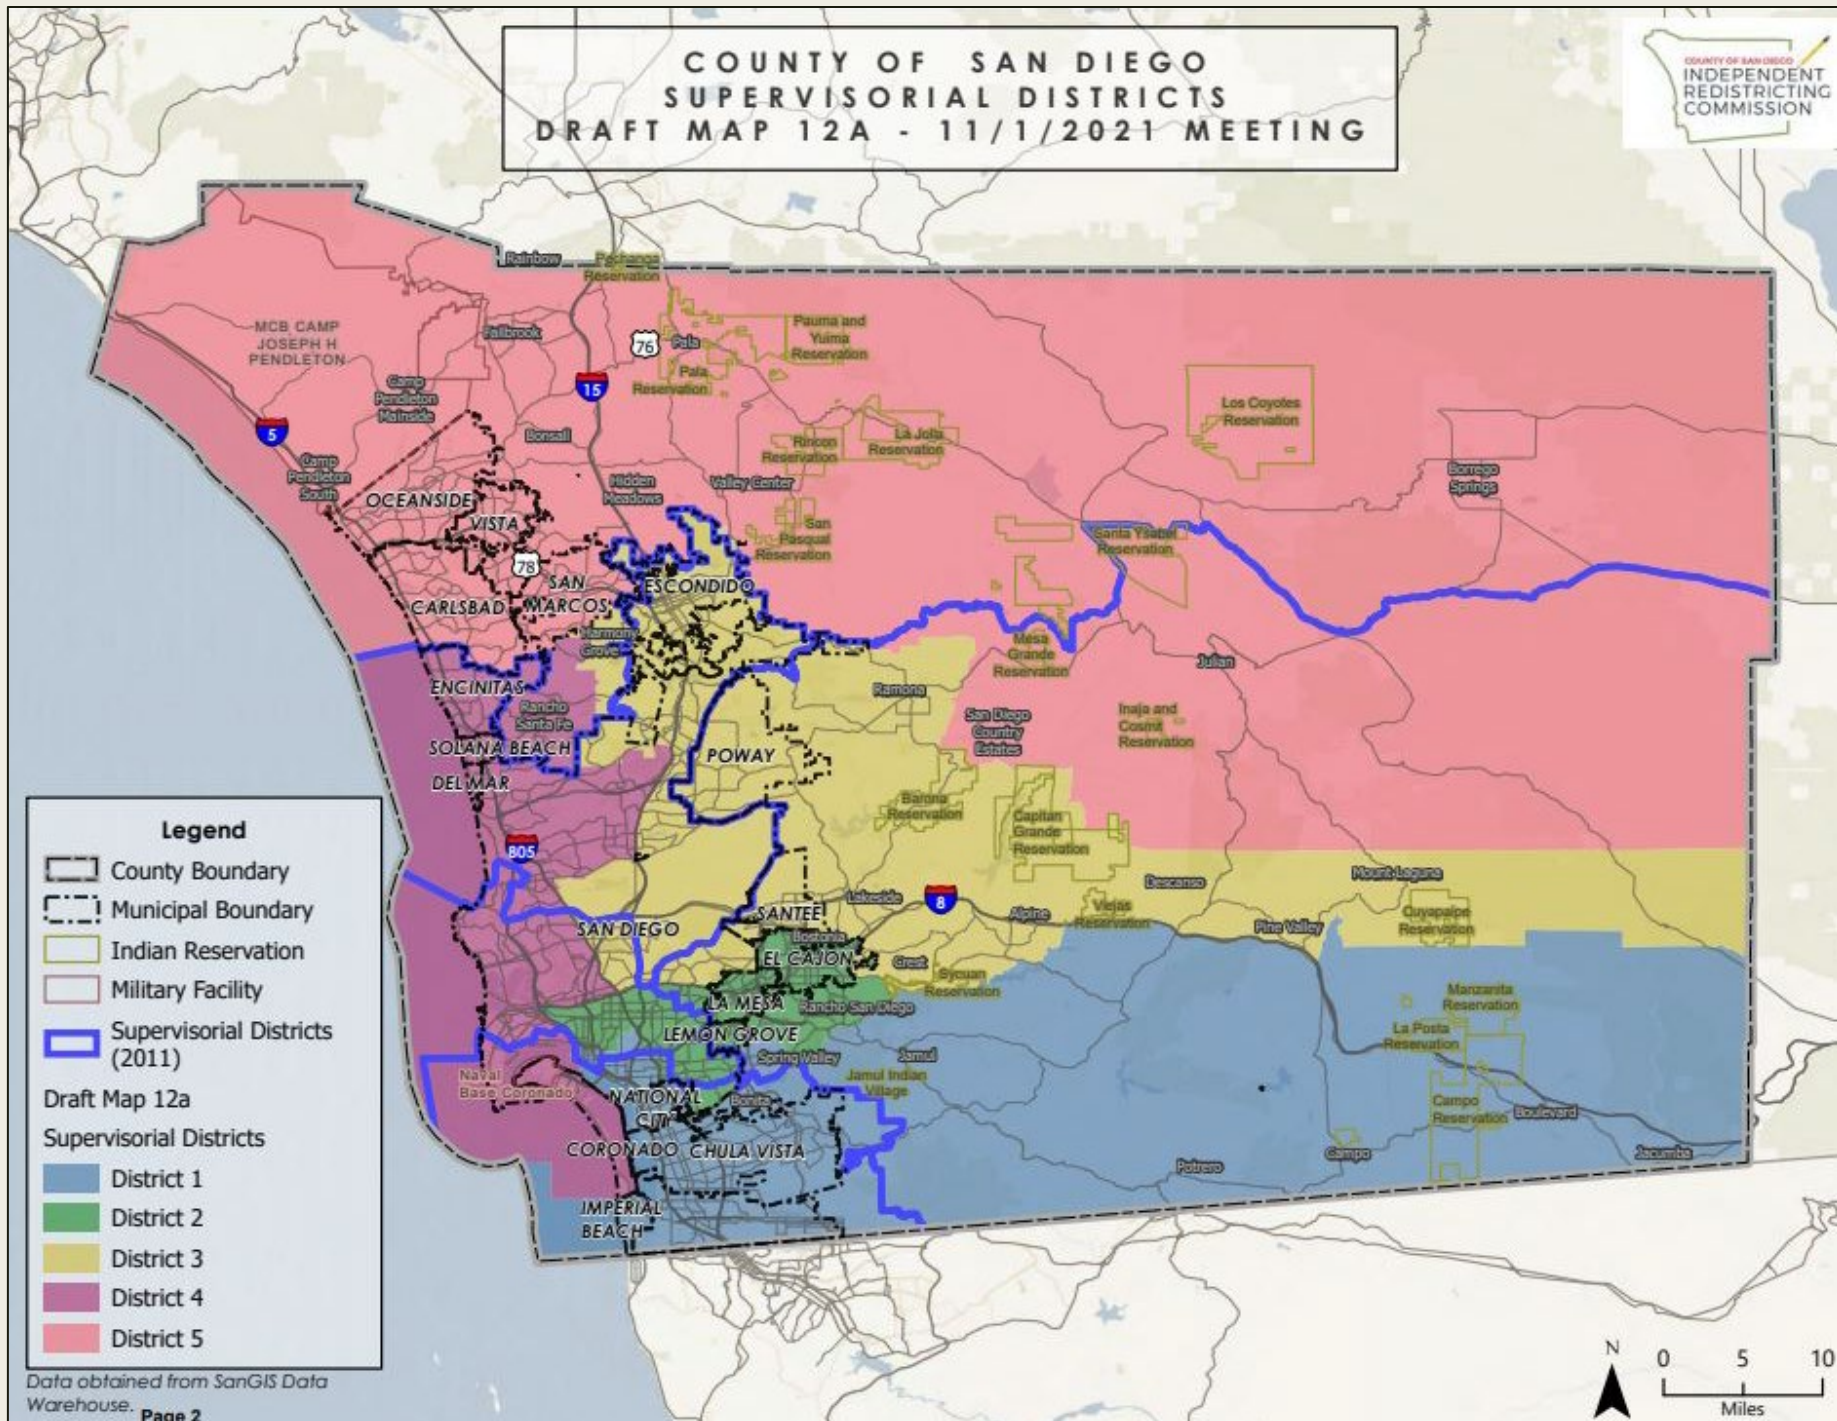 COUNTY OF SAN DIEGO
SUPERVISORIAL DISTRICTS
DRAFT MAP 12A - 11/1/2021 MEETING
COUNTY OF SAN DIEGO
INDEPENDENT
REDISTRICTING
COMMISSION
Rainbow
Pechanga
Reservation
MCB CAMP
JOSEPH H
PENDLETON
Fallbrook
76
Pala
Pauma and
Yuima
Reservation
Pala
Reservation
15
Camp
Pendleton
Mainside
Los Coyotes
Reservation
5
Bonsall
Rincon
Reservation
La Jolla
Reservation
Camp
Pendleton
South
Hidden
Meadows
Valley Center
Borrego
Springs
OCEANSIDE
VISTA
San
Pasqual
Reservation
Santa Ysabel
Reservation
78
SAN
MARCOS
ESCONDIDO
CARLSBAD
Harmony
Grove
Mesa
Grande
Reservation
Julian
ENCINITAS
Rancho
Santa Fe
Ramona
San Diego
Country
Estates
Inaja and
Cosmit
Reservation
SOLANA BEACH
POWAY
DEL MAR
Barona
Reservation
Capitan
Grande
Reservation
805
Descanso
Mount Laguna
Lakeside
8
Alpine
Viejas
Reservation
Cuyapaipe
Reservation
SANTEE
SAN DIEGO
Pine Valley
Bostonia
EL CAJON
Crest
Sycuan
Reservation
LA MESA
Rancho San Diego
Manzanita
Reservation
LEMON GROVE
La Posta
Reservation
Spring Valley
Jamul
Jamul Indian
Village
Naval
Base Coronado
NATIONAL
CITY
Bonita
Campo
Reservation
Boulevard
CORONADO
CHULA VISTA
Potrero
Campo
Jacumba
IMPERIAL
BEACH
Legend
County Boundary
Municipal Boundary
Indian Reservation
Military Facility
Supervisorial Districts
(2011)
Draft Map 12a
Supervisorial Districts
District 1
District 2
District 3
District 4
District 5
Data obtained from SanGIS Data
Warehouse.
Page 2
N
0 5 10
Miles